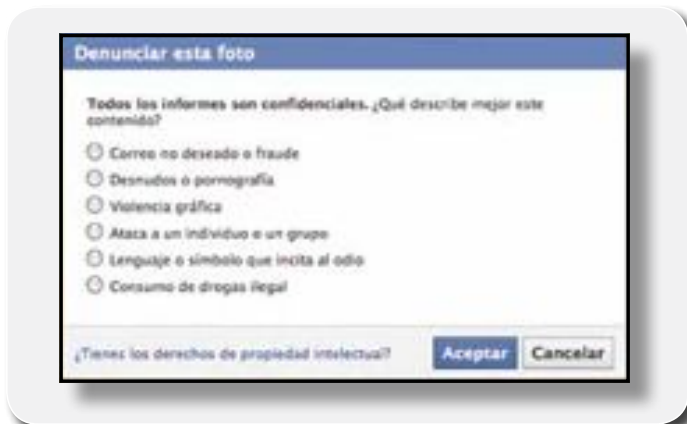 Denunciar esta foto
Todos los informes son confidenciales. ¿Qué describe mejor este
contenido?
Correo no deseado o fraude
Desnudos o pornografía
Violencia gráfica
Ataca a un individuo o un grupo
Lenguaje o símbolo que incita al odio
Consumo de drogas ilegal
¿Tienes los derechos de propiedad intelectual?
Aceptar
Cancelar